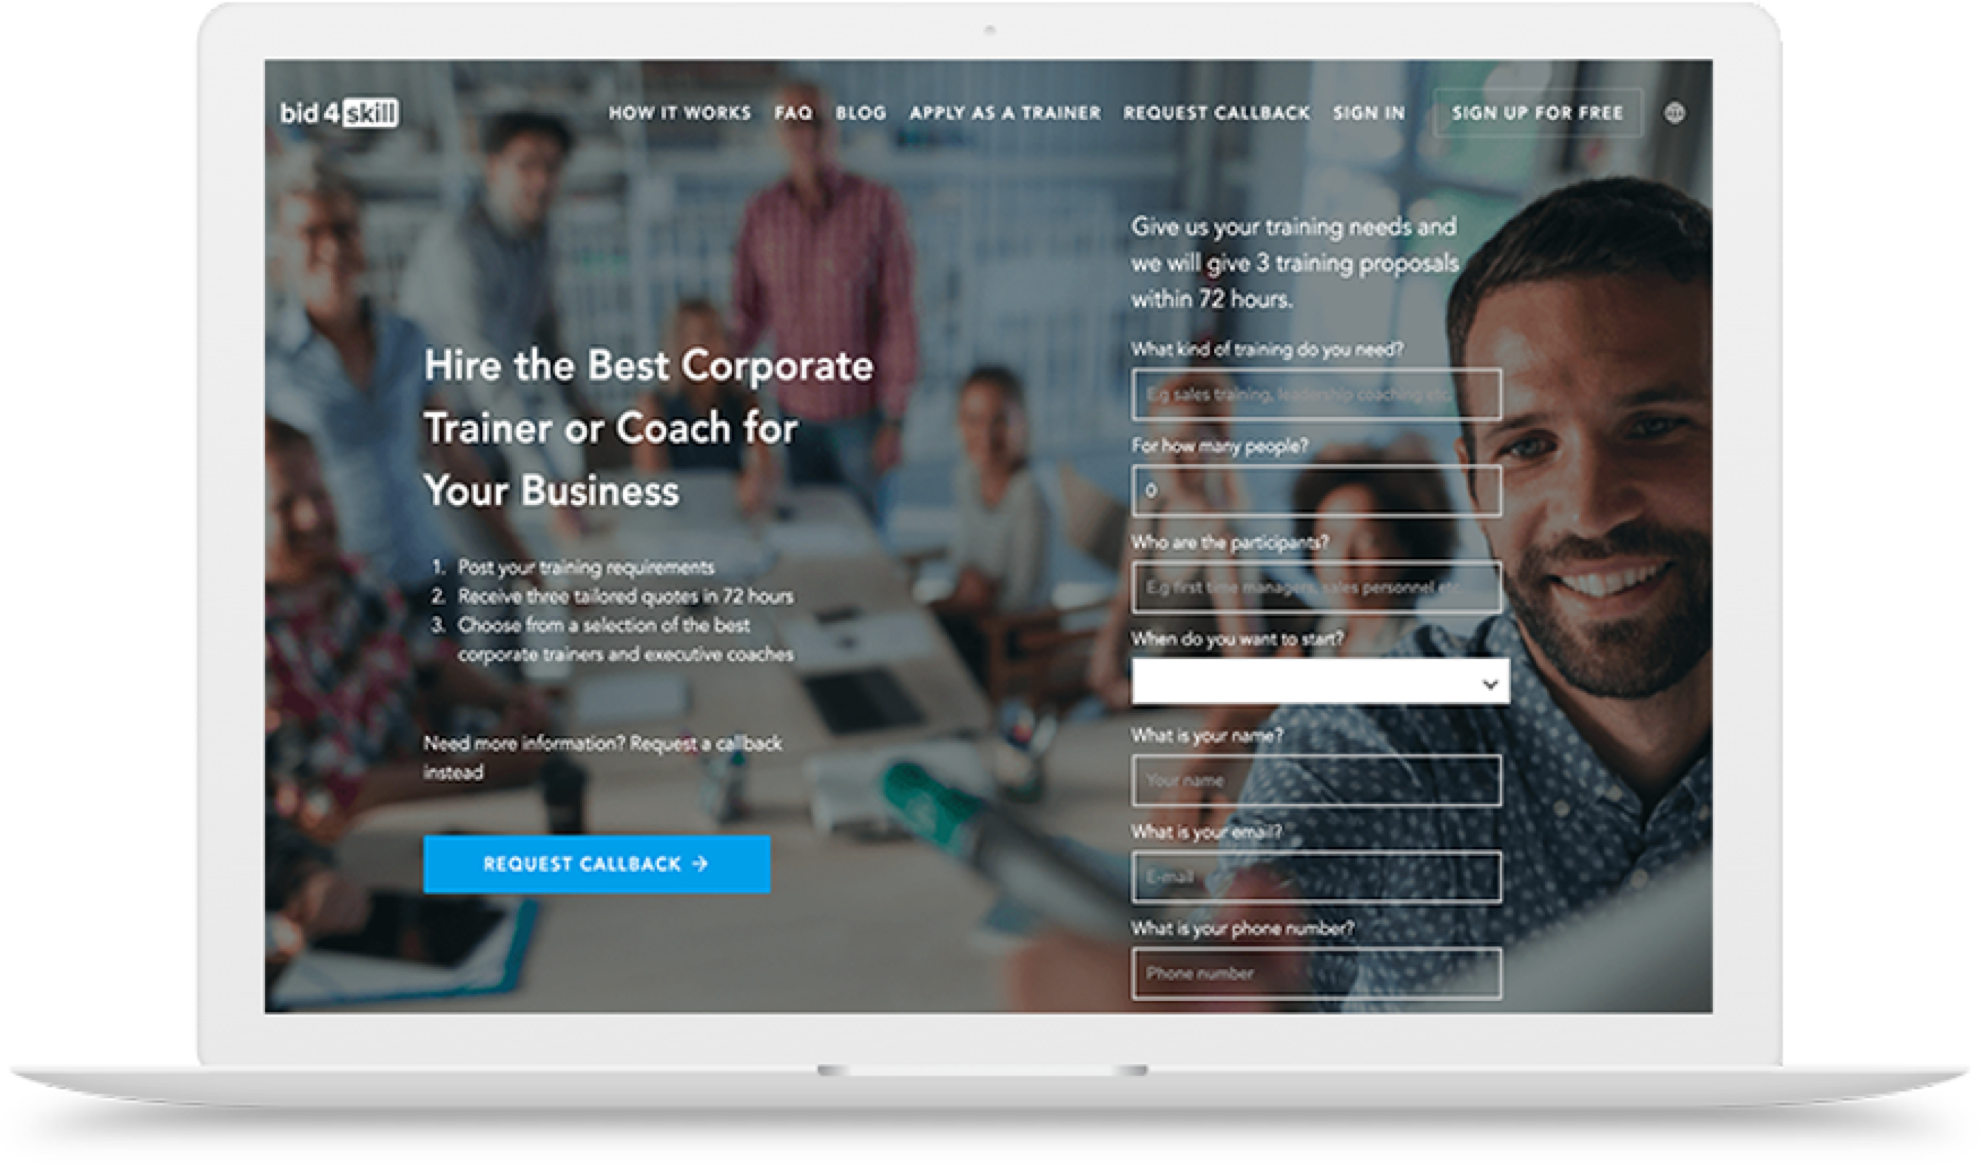 bid 4 skill
HOW IT WORKS FAQ BLOG APPLY AS A TRAINER REQUEST CALLBACK SIGN IN SIGN UP FOR FREE
Hire the Best Corporate
Trainer or Coach for
Your Business
1. Post your training requirements
2. Receive three tailored quotes in 72 hours
3. Choose from a selection of the best
corporate trainers and executive coaches
Need more information? Request a callback
instead
REQUEST CALLBACK →
Give us your training needs and
we will give 3 training proposals
within 72 hours.
What kind of training do you need?
E.g sales training, leadership coaching etc.
For how many people?
0
Who are the participants?
E.g first time managers, sales personnel etc.
When do you want to start?
What is your name?
Your name
What is your email?
E-mail
What is your phone number?
Phone number